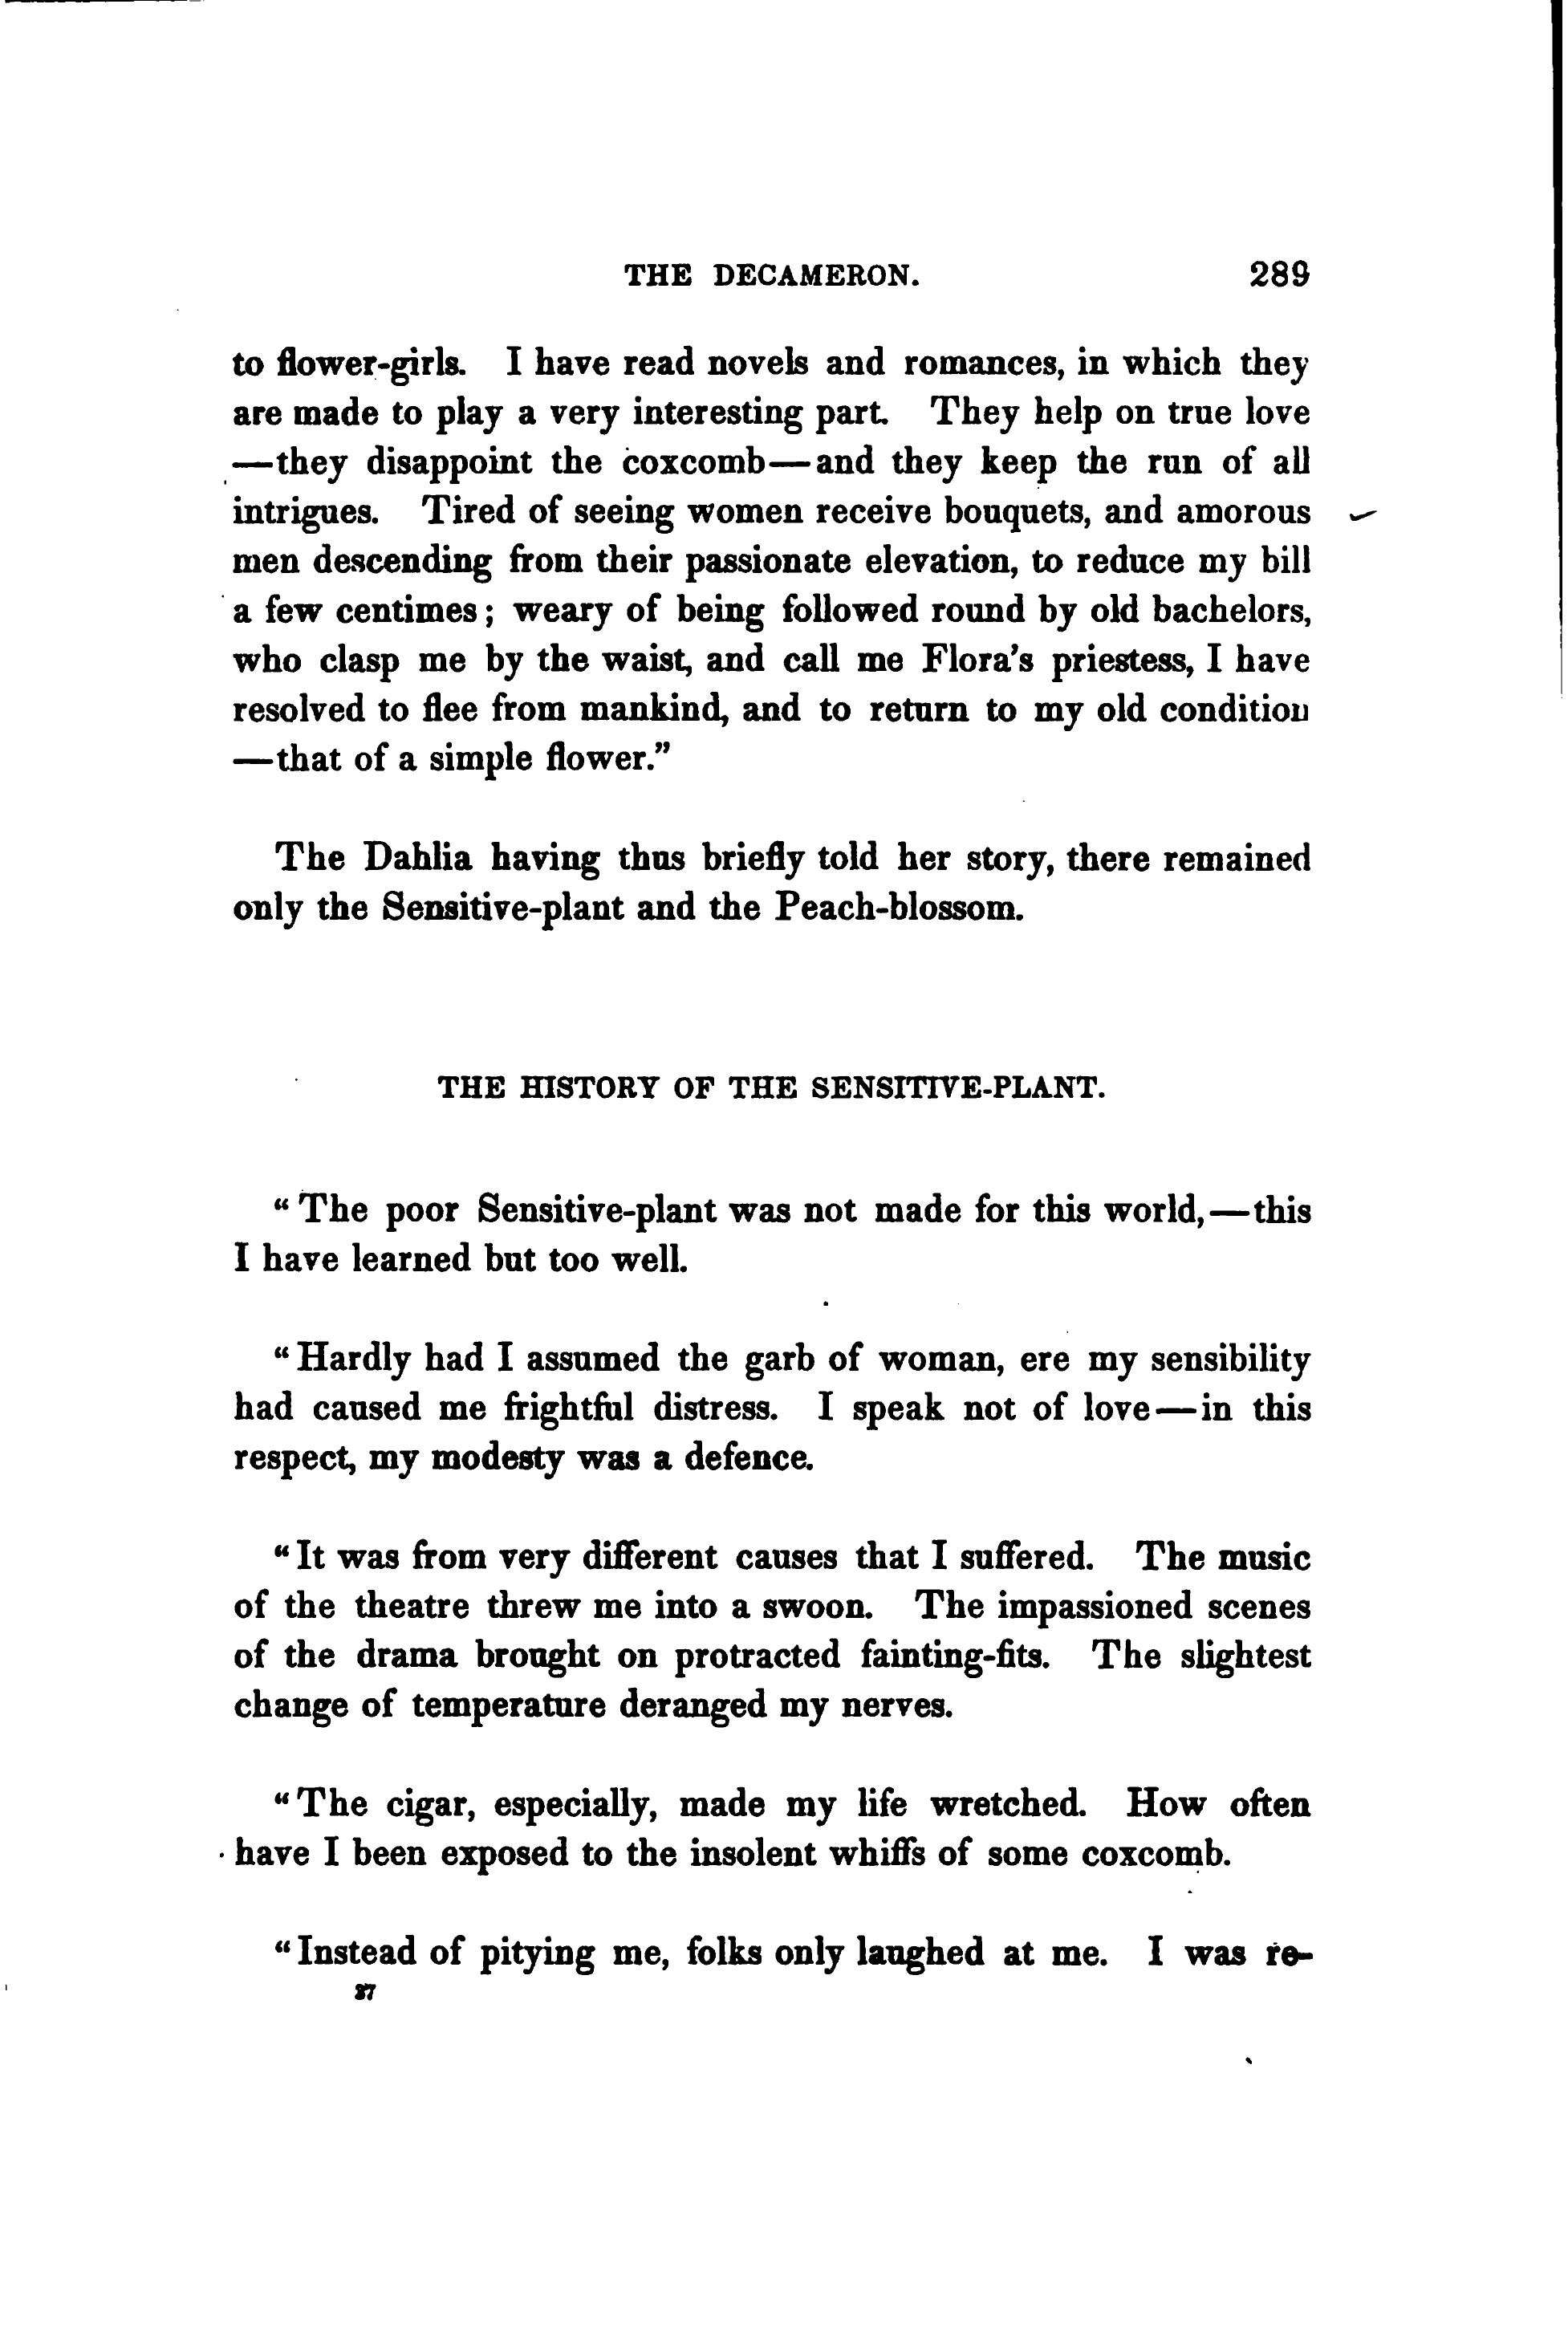 THE DECAMERON. 289
to flower-girls. I have read novels and romances, in which they
are made to play a very interesting part. They help on true love
—they disappoint the coxcomb—and they keep the run of all
intrigues. Tired of seeing women receive bouquets, and amorous
men descending from their passionate elevation, to reduce my bill
a few centimes; weary of being followed round by old bachelors,
who clasp me by the waist, and call me Flora's priestess, I have
resolved to flee from mankind, and to return to my old condition
—that of a simple flower."
The Dahlia having thus briefly told her story, there remained
only the Sensitive-plant and the Peach-blossom.
THE HISTORY OF THE SENSITIVE-PLANT.
"The poor Sensitive-plant was not made for this world,—this
I have learned but too well.
"Hardly had I assumed the garb of woman, ere my sensibility
had caused me frightful distress. I speak not of love—in this
respect, my modesty was a defence.
"It was from very different causes that I suffered. The music
of the theatre threw me into a swoon. The impassioned scenes
of the drama brought on protracted fainting-fits. The slightest
change of temperature deranged my nerves.
"The cigar, especially, made my life wretched. How often
have I been exposed to the insolent whiffs of some coxcomb.
"Instead of pitying me, folks only laughed at me. I was re-
37